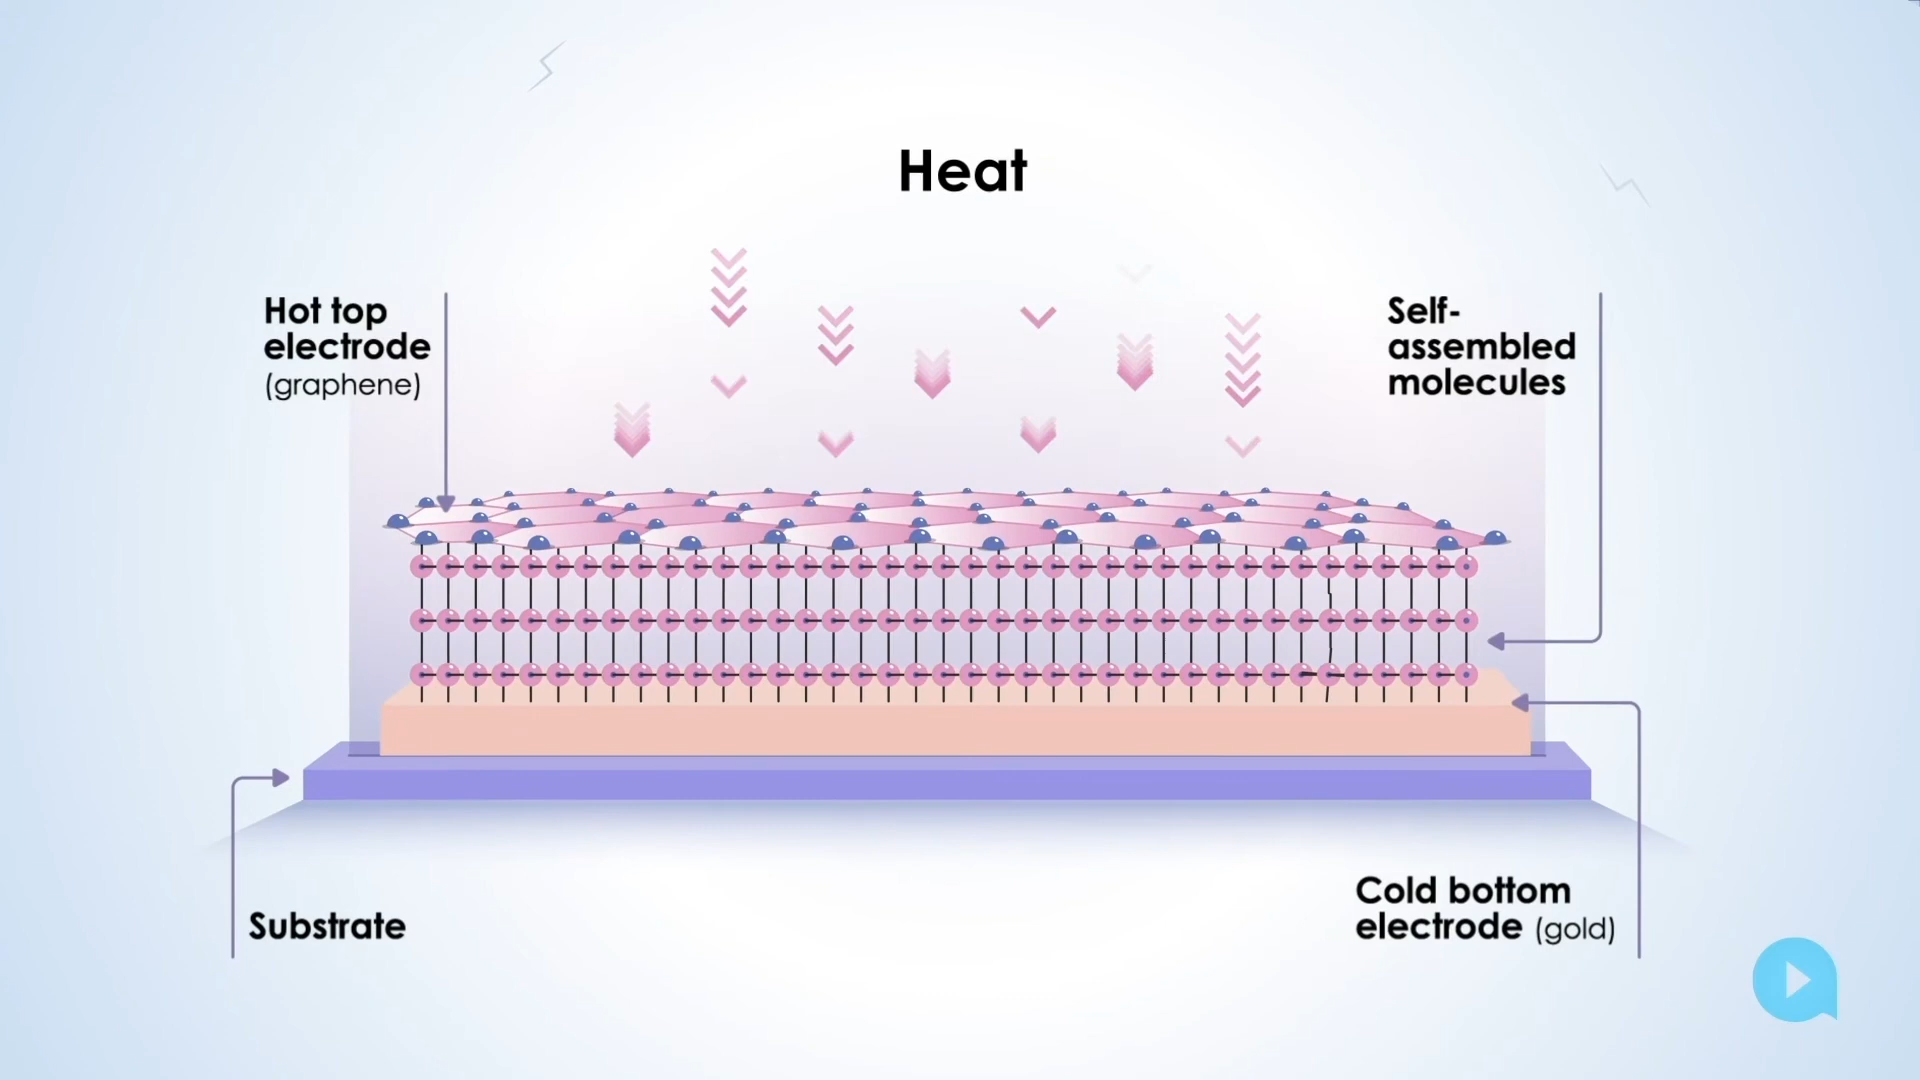 Heat
Hot top
electrode
(graphene)
Self-
assembled
molecules
Substrate
Cold bottom
electrode (gold)